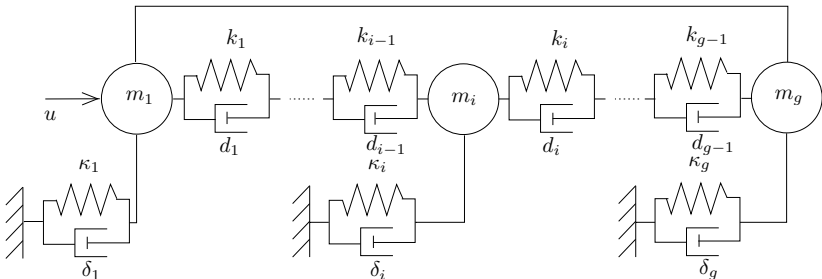 k_1 k_{i-1} k_i k_{g-1}
m_1 m_i m_g
u
d_1 d_{i-1} d_i d_{g-1}
κ_1 κ_i κ_g
δ_1 δ_i δ_g